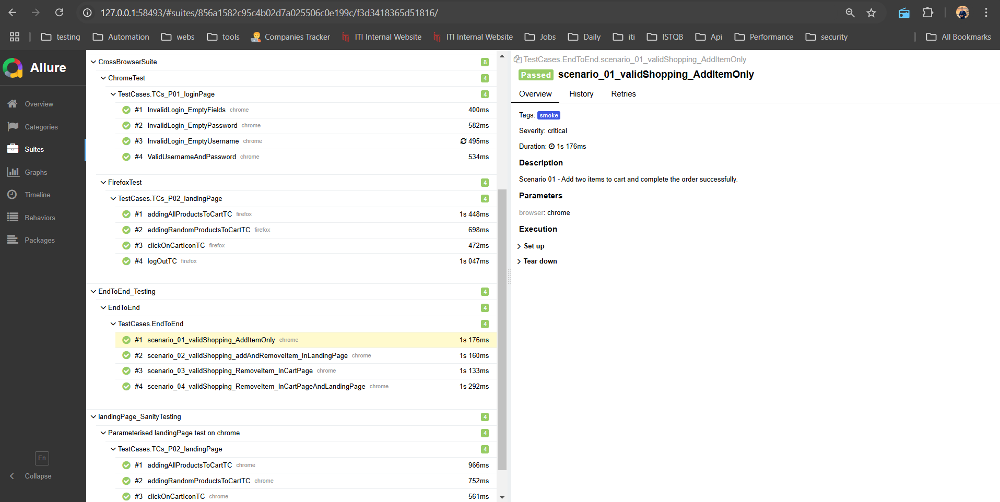 127.0.0.1:58493/#suites/856a1582c95c4b02d7a025506c0e199c/f3d3418365d51816/
testing Automation webs tools Companies Tracker ITI Internal Website ITI Internal Website Jobs Daily iti ISTQB Api Performance security All Bookmarks
Allure
Overview
Categories
Suites
Graphs
Timeline
Behaviors
Packages
En
Collapse
CrossBrowserSuite 8
ChromeTest 4
TestCases.TCs_P01_loginPage 4
#1 InvalidLogin_EmptyFields chrome 400ms
#2 InvalidLogin_EmptyPassword chrome 582ms
#3 InvalidLogin_EmptyUsername chrome 495ms
#4 ValidUsernameAndPassword chrome 534ms
FirefoxTest 4
TestCases.TCs_P02_landingPage 4
#1 addingAllProductsToCartTC firefox 1s 448ms
#2 addingRandomProductsToCartTC firefox 698ms
#3 clickOnCartIconTC firefox 472ms
#4 logOutTC firefox 1s 047ms
EndToEnd_Testing 4
EndToEnd 4
TestCases.EndToEnd 4
#1 scenario_01_validShopping_AddItemOnly chrome 1s 176ms
#2 scenario_02_validShopping_addAndRemoveItem_InLandingPage chrome 1s 160ms
#3 scenario_03_validShopping_RemoveItem_InCartPage chrome 1s 133ms
#4 scenario_04_validShopping_RemoveItem_InCartPageAndLandingPage chrome 1s 292ms
landingPage_SanityTesting 4
Parameterised landingPage test on chrome 4
TestCases.TCs_P02_landingPage 4
#1 addingAllProductsToCartTC chrome 966ms
#2 addingRandomProductsToCartTC chrome 752ms
#3 clickOnCartIconTC chrome 561ms
TestCases.EndToEnd.scenario_01_validShopping_AddItemOnly
Passed scenario_01_validShopping_AddItemOnly
Overview History Retries
Tags: smoke
Severity: critical
Duration: 1s 176ms
Description
Scenario 01 - Add two items to cart and complete the order successfully.
Parameters
browser: chrome
Execution
Set up
Tear down